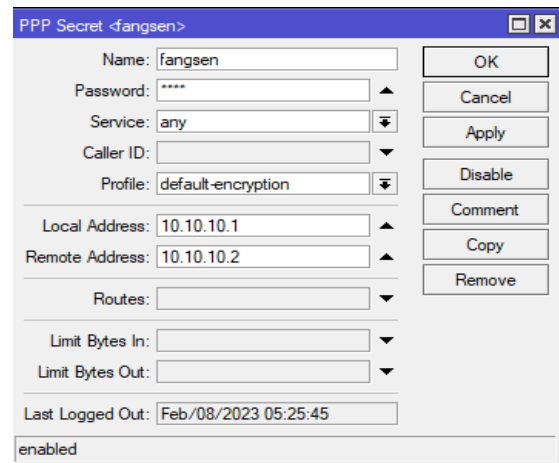 PPP Secret <fangsen>
Name: fangsen
OK
Password: ****
Cancel
Service: any
Apply
Caller ID:
Profile: default-encryption
Disable
Comment
Local Address: 10.10.10.1
Copy
Remote Address: 10.10.10.2
Remove
Routes:
Limit Bytes In:
Limit Bytes Out:
Last Logged Out: Feb/08/2023 05:25:45
enabled